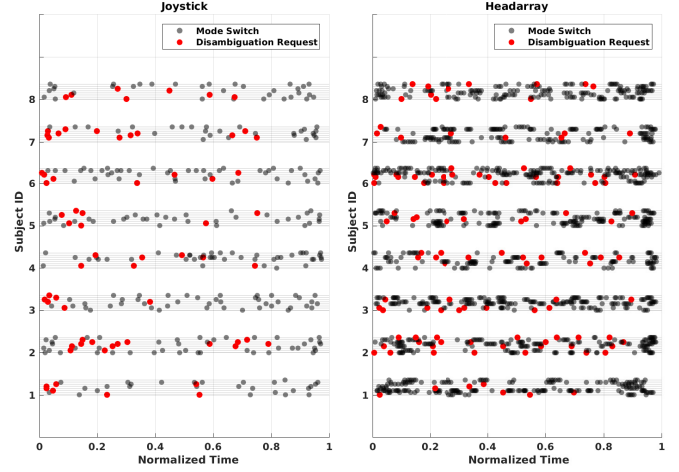 Joystick
Mode Switch
Disambiguation Request
Subject ID
8
7
6
5
4
3
2
1
0
0.2
0.4
0.6
0.8
1
Normalized Time
Headarray
Mode Switch
Disambiguation Request
Subject ID
8
7
6
5
4
3
2
1
0
0.2
0.4
0.6
0.8
1
Normalized Time